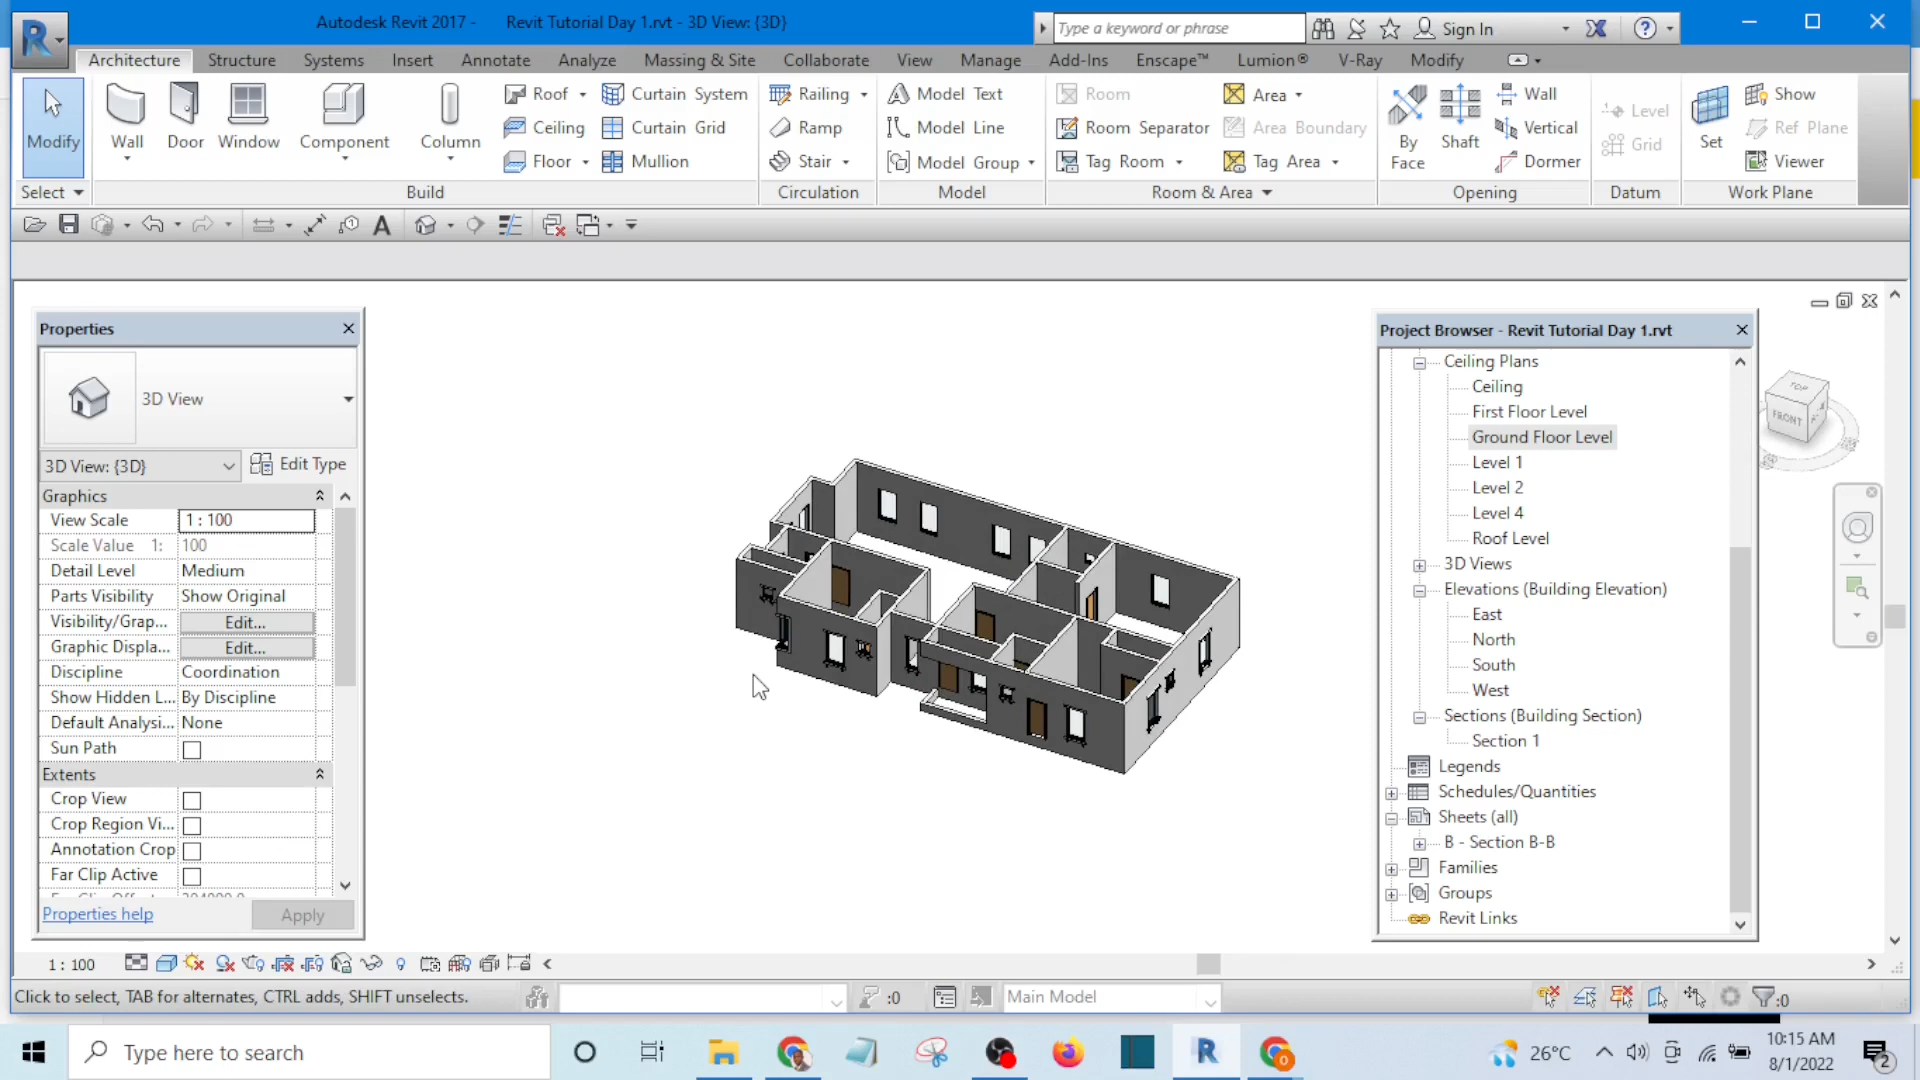 Autodesk Revit 2017 - Revit Tutorial Day 1.rvt - 3D View: {3D}
Type a keyword or phrase
Sign In
Architecture Structure Systems Insert Annotate Analyze Massing & Site Collaborate View Manage Add-Ins Enscape™ Lumion® V-Ray Modify
Modify
Wall
Door
Window
Component
Column
Roof
Ceiling
Floor
Curtain System
Curtain Grid
Mullion
Railing
Ramp
Stair
Model Text
Model Line
Model Group
Room
Room Separator
Tag Room
Area
Area Boundary
Tag Area
By
Face
Shaft
Wall
Vertical
Dormer
Level
Grid
Set
Show
Ref Plane
Viewer
Select Build Circulation Model Room & Area Opening Datum Work Plane
Properties
3D View
3D View: {3D}
Edit Type
Graphics
View Scale 1 : 100
Scale Value 1: 100
Detail Level Medium
Parts Visibility Show Original
Visibility/Grap... Edit...
Graphic Displa... Edit...
Discipline Coordination
Show Hidden L... By Discipline
Default Analysi... None
Sun Path
Extents
Crop View
Crop Region Vi...
Annotation Crop
Far Clip Active
Properties help
Apply
Project Browser - Revit Tutorial Day 1.rvt
Ceiling Plans
Ceiling
First Floor Level
Ground Floor Level
Level 1
Level 2
Level 4
Roof Level
3D Views
Elevations (Building Elevation)
East
North
South
West
Sections (Building Section)
Section 1
Legends
Schedules/Quantities
Sheets (all)
B - Section B-B
Families
Groups
Revit Links
TOP
FRONT
1 : 100
Click to select, TAB for alternates, CTRL adds, SHIFT unselects.
:0
Main Model
:0
Type here to search
26°C
10:15 AM
8/1/2022
2